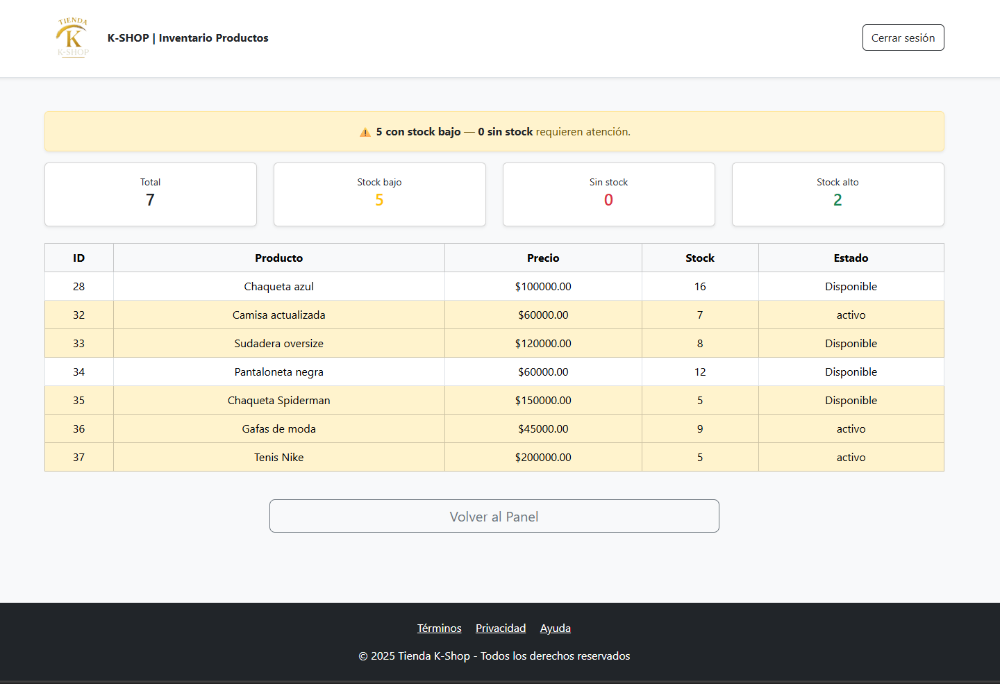 TIENDA
K
K-SHOP
K-SHOP | Inventario Productos
Cerrar sesión
5 con stock bajo — 0 sin stock requieren atención.
Total
7
Stock bajo
5
Sin stock
0
Stock alto
2
ID Producto Precio Stock Estado
28 Chaqueta azul $100000.00 16 Disponible
32 Camisa actualizada $60000.00 7 activo
33 Sudadera oversize $120000.00 8 Disponible
34 Pantaloneta negra $60000.00 12 Disponible
35 Chaqueta Spiderman $150000.00 5 Disponible
36 Gafas de moda $45000.00 9 activo
37 Tenis Nike $200000.00 5 activo
Volver al Panel
Términos Privacidad Ayuda
© 2025 Tienda K-Shop - Todos los derechos reservados